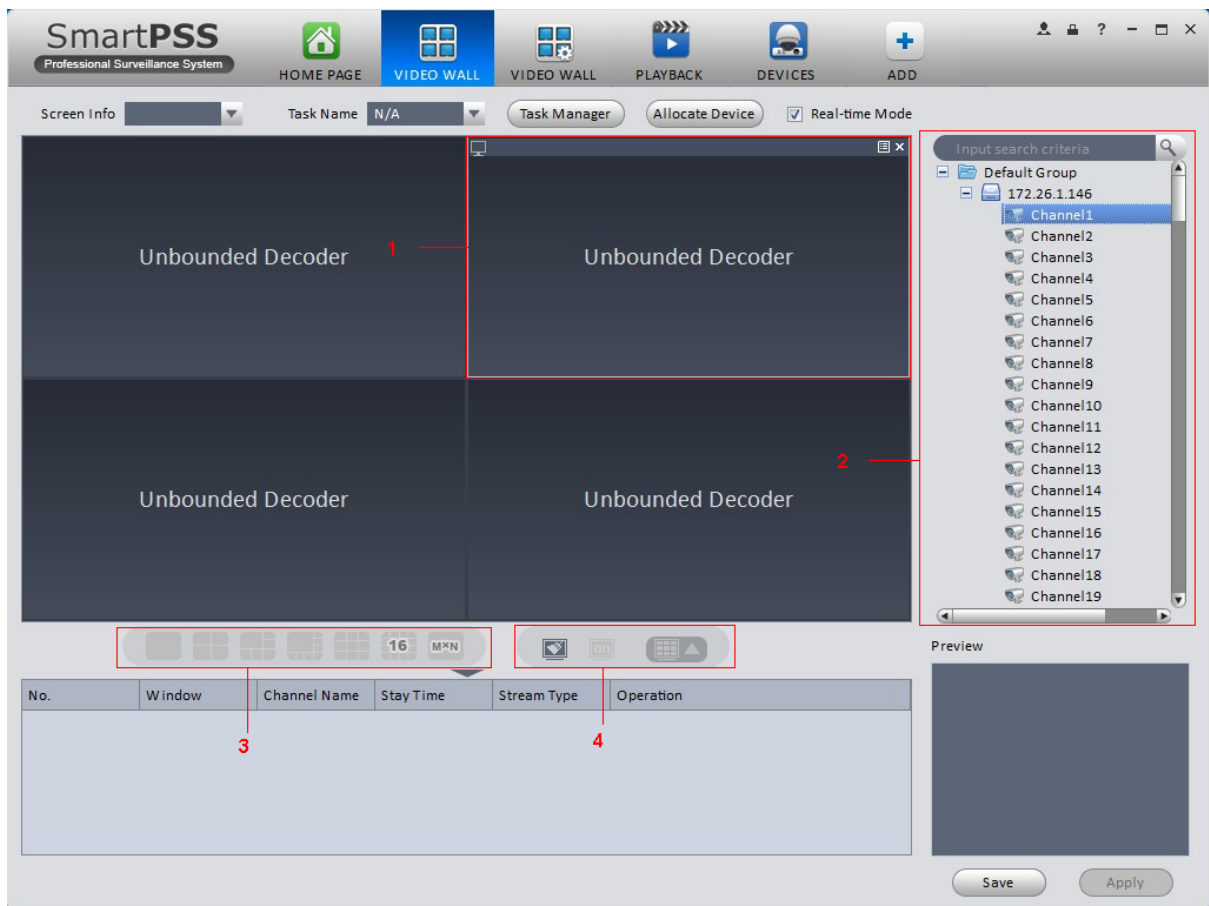 SmartPSS
Professional Surveillance System
HOME PAGE
VIDEO WALL
VIDEO WALL
PLAYBACK
DEVICES
ADD
?
Screen Info
Task Name
N/A
Task Manager
Allocate Device
Real-time Mode
Unbounded Decoder
1
Unbounded Decoder
Unbounded Decoder
Unbounded Decoder
2
Input search criteria
Default Group
172.26.1.146
Channel1
Channel2
Channel3
Channel4
Channel5
Channel6
Channel7
Channel8
Channel9
Channel10
Channel11
Channel12
Channel13
Channel14
Channel15
Channel16
Channel17
Channel18
Channel19
16
M×N
on
Preview
No.
Window
Channel Name
Stay Time
Stream Type
Operation
3
4
Save
Apply